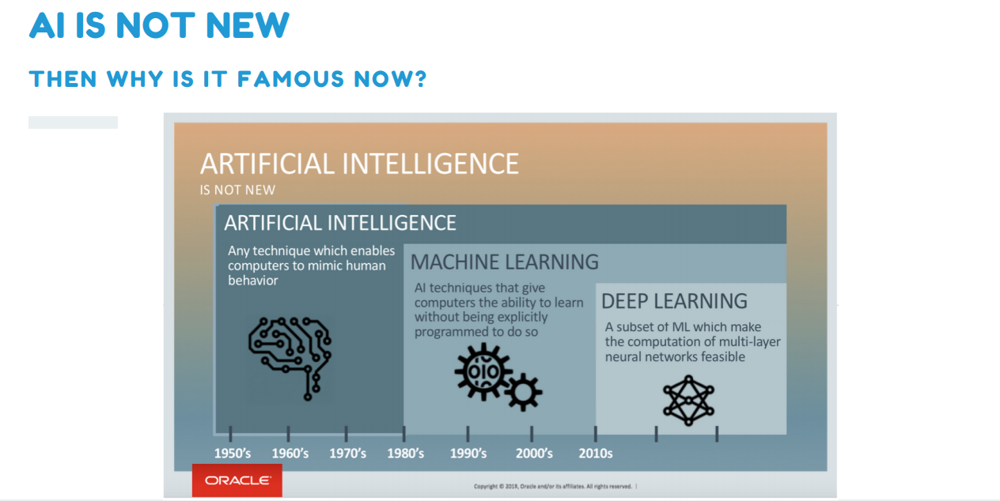 AI IS NOT NEW
THEN WHY IS IT FAMOUS NOW?
ARTIFICIAL INTELLIGENCE
IS NOT NEW
ARTIFICIAL INTELLIGENCE
Any technique which enables
computers to mimic human
behavior
MACHINE LEARNING
AI techniques that give
computers the ability to learn
without being explicitly
programmed to do so
DEEP LEARNING
A subset of ML which make
the computation of multi-layer
neural networks feasible
1950's 1960's 1970's 1980's 1990's 2000's 2010s
ORACLE
Copyright © 2019, Oracle and/or its affiliates. All rights reserved. |